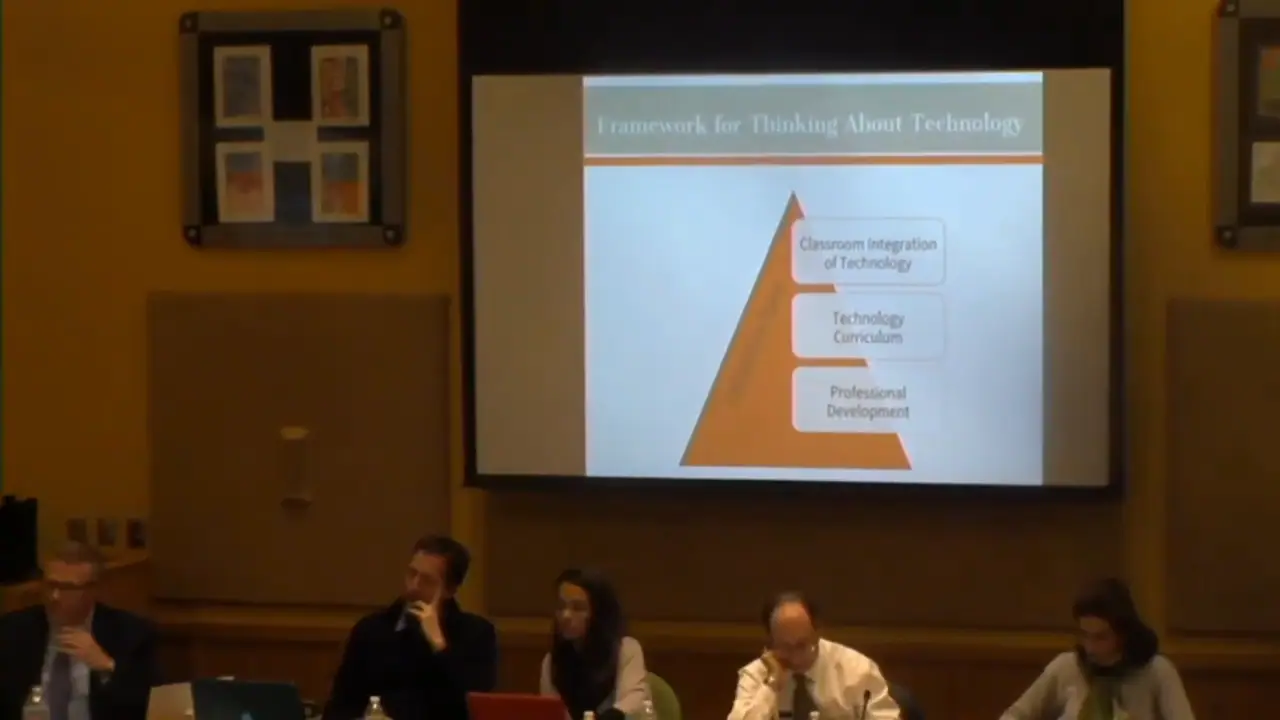 Framework for Thinking About Technology
Classroom Integration
of Technology
Technology
Curriculum
Professional
Development